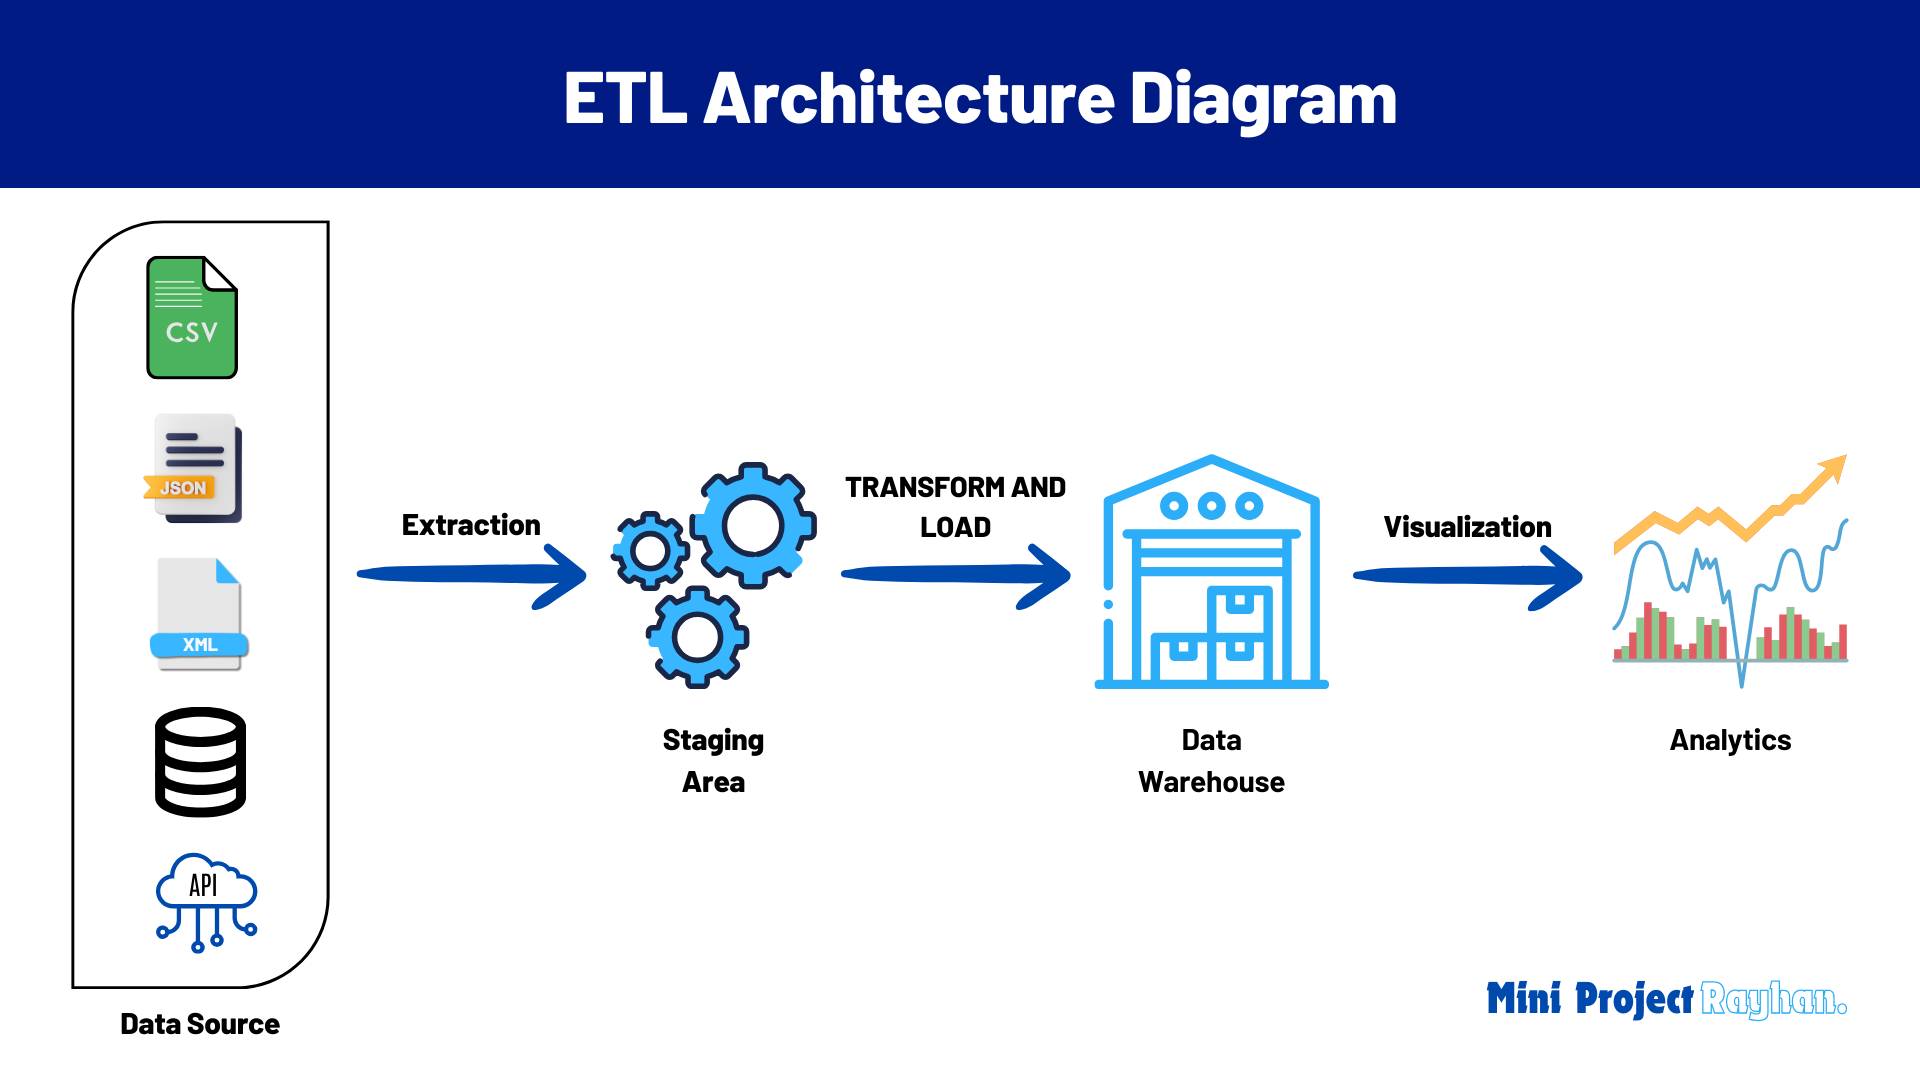 ETL Architecture Diagram
CSV
JSON
XML
API
Data Source
Extraction
Staging
Area
TRANSFORM AND
LOAD
Data
Warehouse
Visualization
Analytics
Mini Project Rayhan.